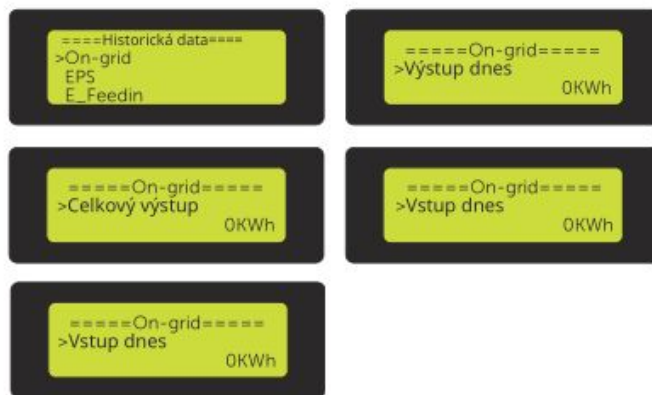 ====Historická data====
>On-grid
EPS
E_Feedin
=====On-grid=====
>Výstup dnes
0KWh
=====On-grid=====
>Celkový výstup
0KWh
=====On-grid=====
>Vstup dnes
0KWh
=====On-grid=====
>Vstup dnes
0KWh